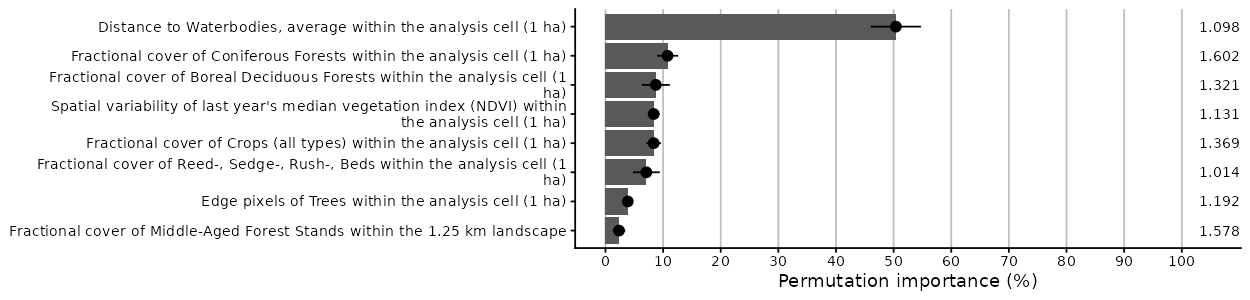 Distance to Waterbodies, average within the analysis cell (1 ha) 1.098
Fractional cover of Coniferous Forests within the analysis cell (1 ha) 1.602
Fractional cover of Boreal Deciduous Forests within the analysis cell (1
ha) 1.321
Spatial variability of last year's median vegetation index (NDVI) within
the analysis cell (1 ha) 1.131
Fractional cover of Crops (all types) within the analysis cell (1 ha) 1.369
Fractional cover of Reed-, Sedge-, Rush-, Beds within the analysis cell (1
ha) 1.014
Edge pixels of Trees within the analysis cell (1 ha) 1.192
Fractional cover of Middle-Aged Forest Stands within the 1.25 km landscape 1.578
0 10 20 30 40 50 60 70 80 90 100
Permutation importance (%)